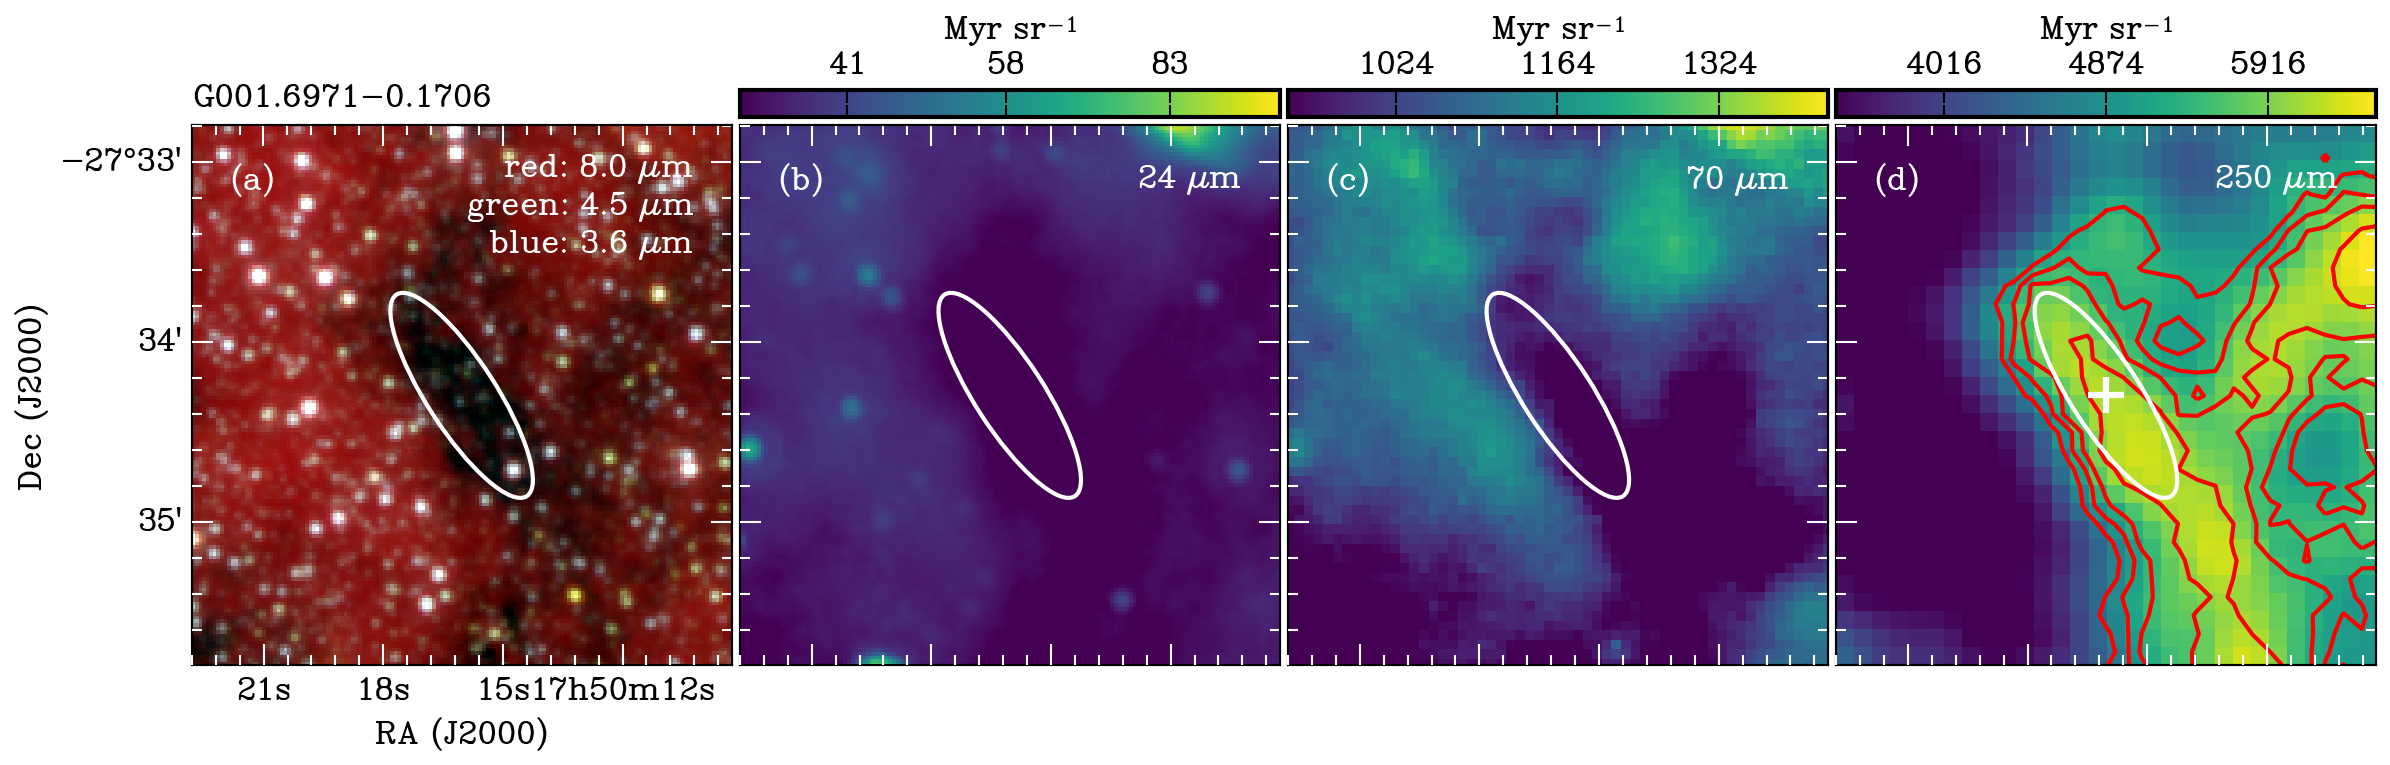 Myr sr⁻¹
41 58 83
Myr sr⁻¹
1024 1164 1324
Myr sr⁻¹
4016 4874 5916
G001.6971−0.1706
(a)
red: 8.0 μm
green: 4.5 μm
blue: 3.6 μm
(b)
24 μm
(c)
70 μm
(d)
250 μm
−27°33'
34'
35'
Dec (J2000)
21s 18s 15s 17h50m12s
RA (J2000)